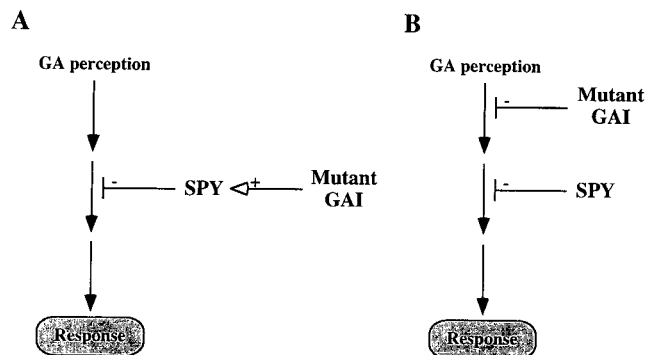 A
GA perception
-
SPY
+
Mutant
GAI
Response
B
GA perception
-
Mutant
GAI
-
SPY
Response